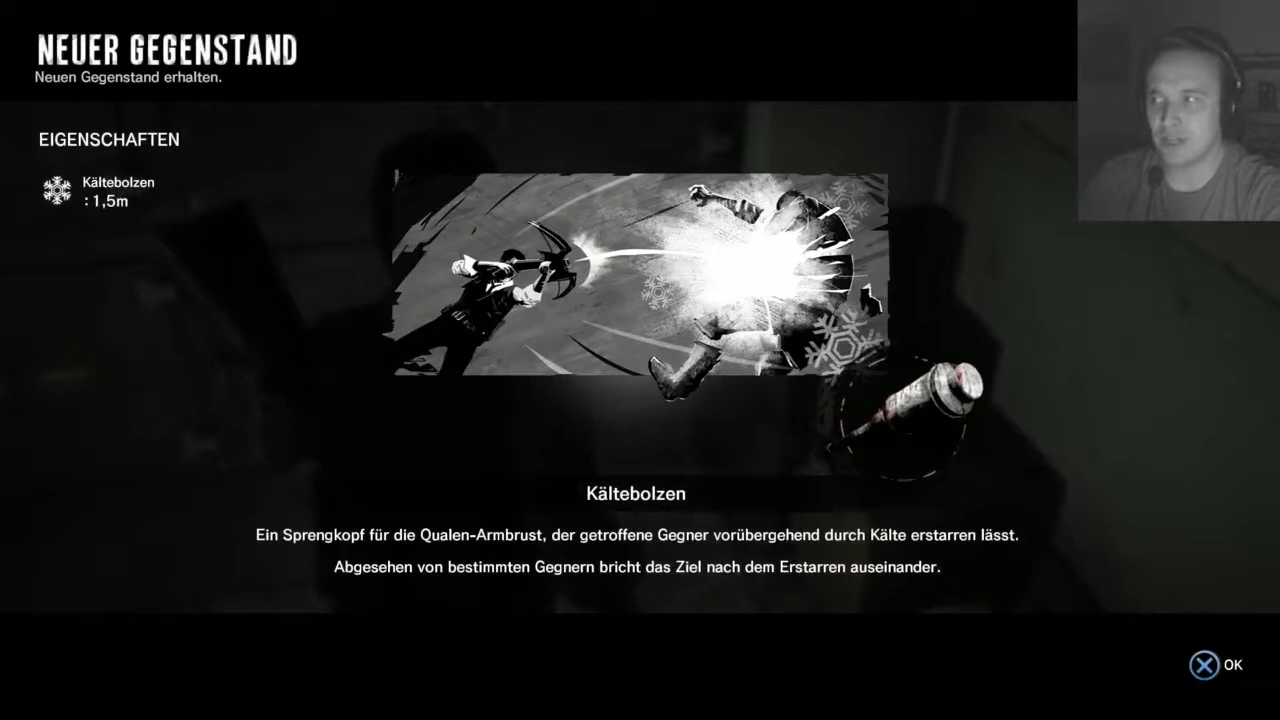 NEUER GEGENSTAND
Neuen Gegenstand erhalten.
EIGENSCHAFTEN
Kältebolzen
: 1,5m
Kältebolzen
Ein Sprengkopf für die Qualen-Armbrust, der getroffene Gegner vorübergehend durch Kälte erstarren lässt.
Abgesehen von bestimmten Gegnern bricht das Ziel nach dem Erstarren auseinander.
OK